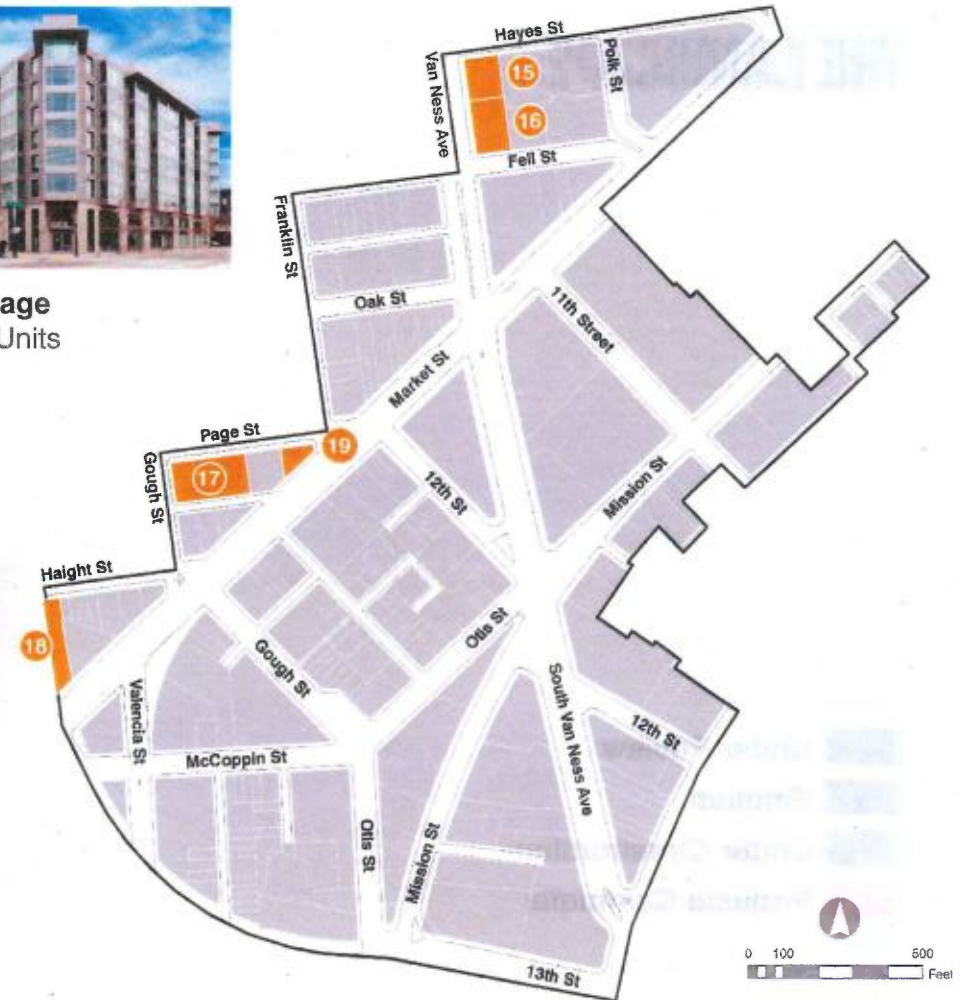 Hayes St
Polk St
Van Ness Ave
15
16
Fell St
Franklin St
age
Units
Oak St
11th Street
Market St
Page St
19
17
Gough St
12th St
Mission St
Haight St
18
Otis St
Gough St
Valencia St
South Van Ness Ave
12th St
McCoppin St
Otis St
Mission St
13th St
0 100 500
Feet